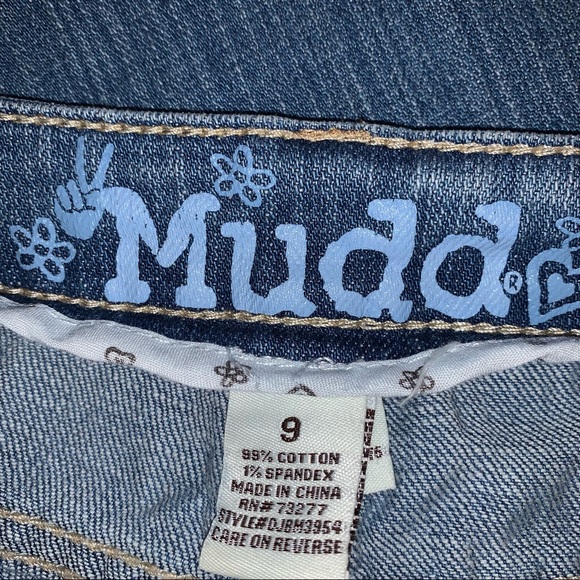 Mudd®
9
99% COTTON
1% SPANDEX
MADE IN CHINA
RN# 73277
STYLE#DJBM3954
CARE ON REVERSE